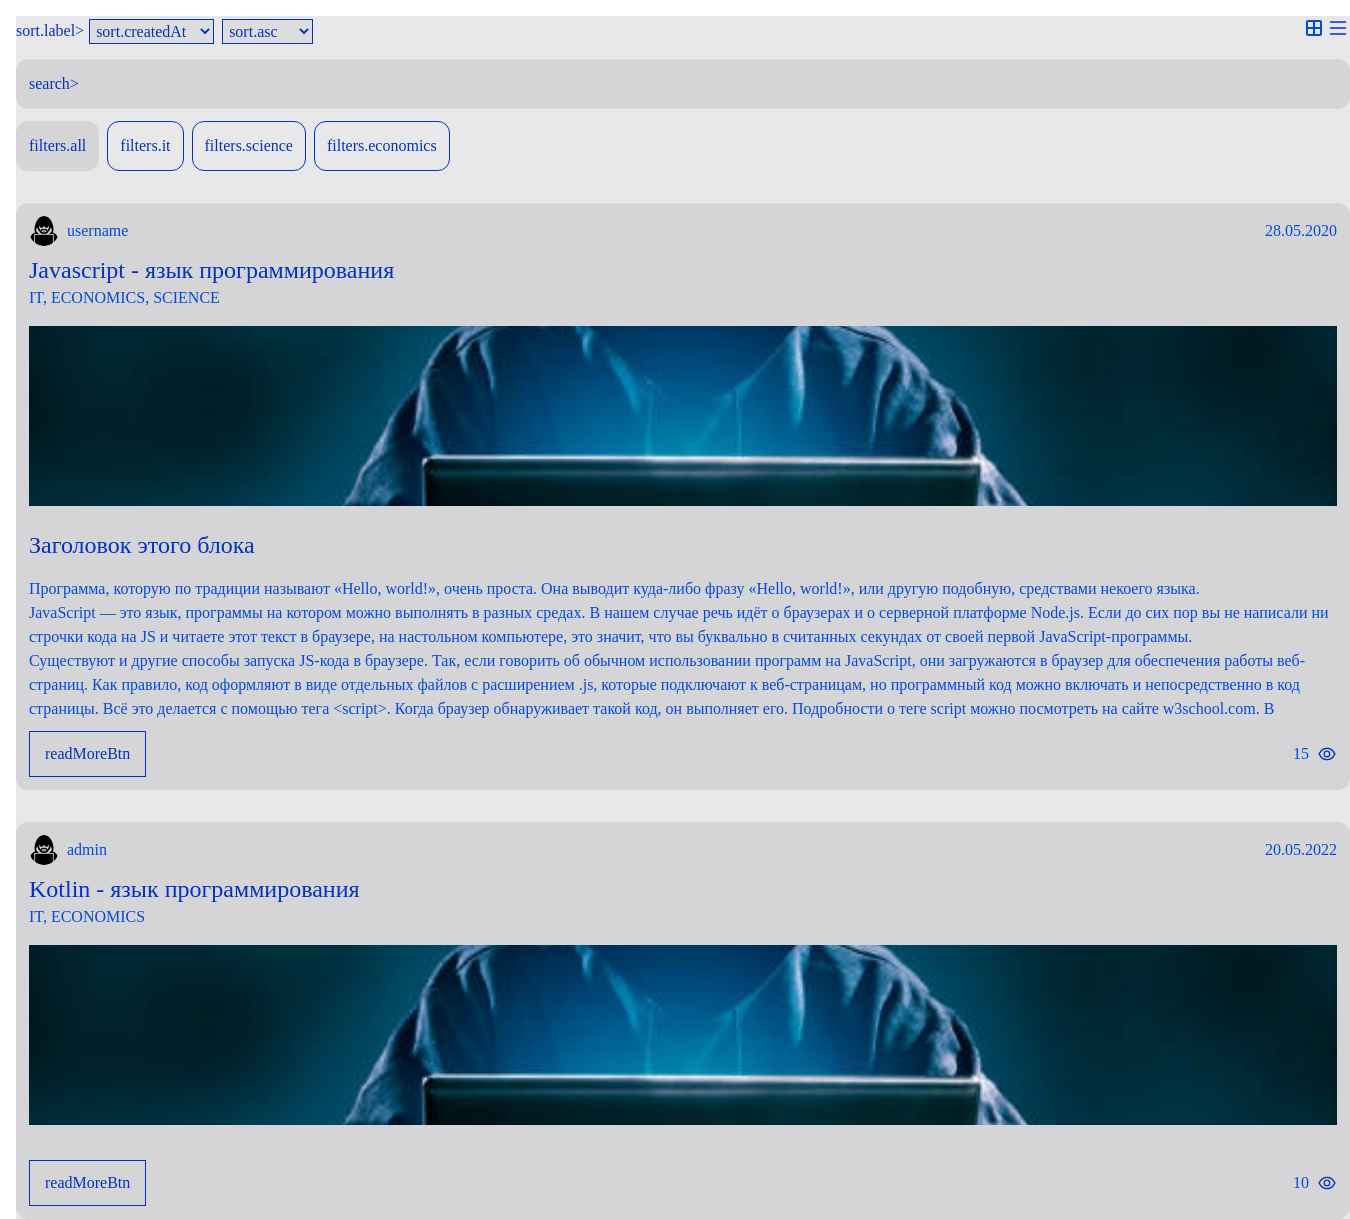 sort.label> sort.createdAt sort.asc
search>
filters.all filters.it filters.science filters.economics
username 28.05.2020
Javascript - язык программирования
IT, ECONOMICS, SCIENCE
Заголовок этого блока
Программа, которую по традиции называют «Hello, world!», очень проста. Она выводит куда-либо фразу «Hello, world!», или другую подобную, средствами некоего языка.
JavaScript — это язык, программы на котором можно выполнять в разных средах. В нашем случае речь идёт о браузерах и о серверной платформе Node.js. Если до сих пор вы не написали ни
строчки кода на JS и читаете этот текст в браузере, на настольном компьютере, это значит, что вы буквально в считанных секундах от своей первой JavaScript-программы.
Существуют и другие способы запуска JS-кода в браузере. Так, если говорить об обычном использовании программ на JavaScript, они загружаются в браузер для обеспечения работы веб-
страниц. Как правило, код оформляют в виде отдельных файлов с расширением .js, которые подключают к веб-страницам, но программный код можно включать и непосредственно в код
страницы. Всё это делается с помощью тега <script>. Когда браузер обнаруживает такой код, он выполняет его. Подробности о теге script можно посмотреть на сайте w3school.com. В
readMoreBtn 15
admin 20.05.2022
Kotlin - язык программирования
IT, ECONOMICS
readMoreBtn 10